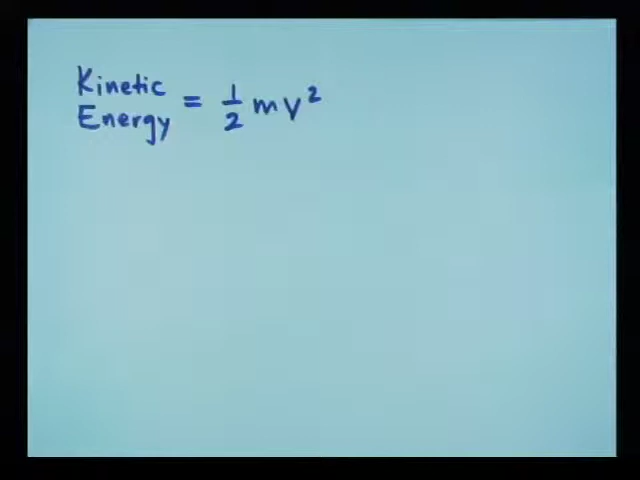 Kinetic
Energy = 1/2 mv²